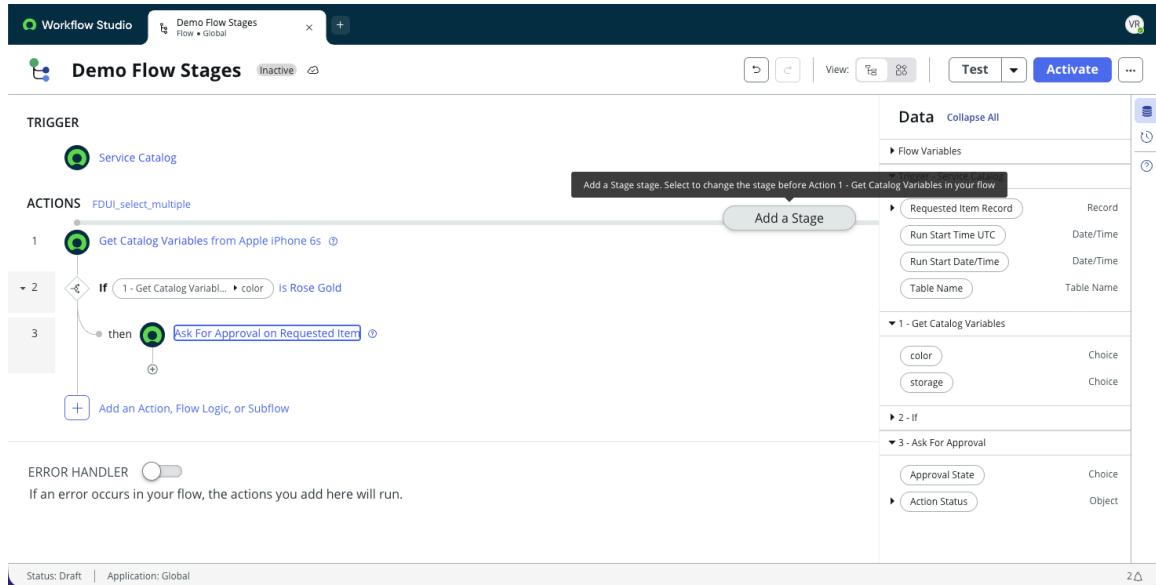 Workflow Studio
Demo Flow Stages
Flow • Global
VR
Demo Flow Stages
Inactive
View:
Test
Activate
TRIGGER
Service Catalog
ACTIONS FDUI_select_multiple
Add a Stage stage. Select to change the stage before Action 1 - Get Catalog Variables in your flow
Add a Stage
1 Get Catalog Variables from Apple iPhone 6s
2 If 1 - Get Catalog Variabl... ▸ color is Rose Gold
3 then Ask For Approval on Requested Item
Add an Action, Flow Logic, or Subflow
ERROR HANDLER
If an error occurs in your flow, the actions you add here will run.
Data Collapse All
Flow Variables
Trigger - Service Catalog
Requested Item Record Record
Run Start Time UTC Date/Time
Run Start Date/Time Date/Time
Table Name Table Name
1 - Get Catalog Variables
color Choice
storage Choice
2 - If
3 - Ask For Approval
Approval State Choice
Action Status Object
Status: Draft | Application: Global
2